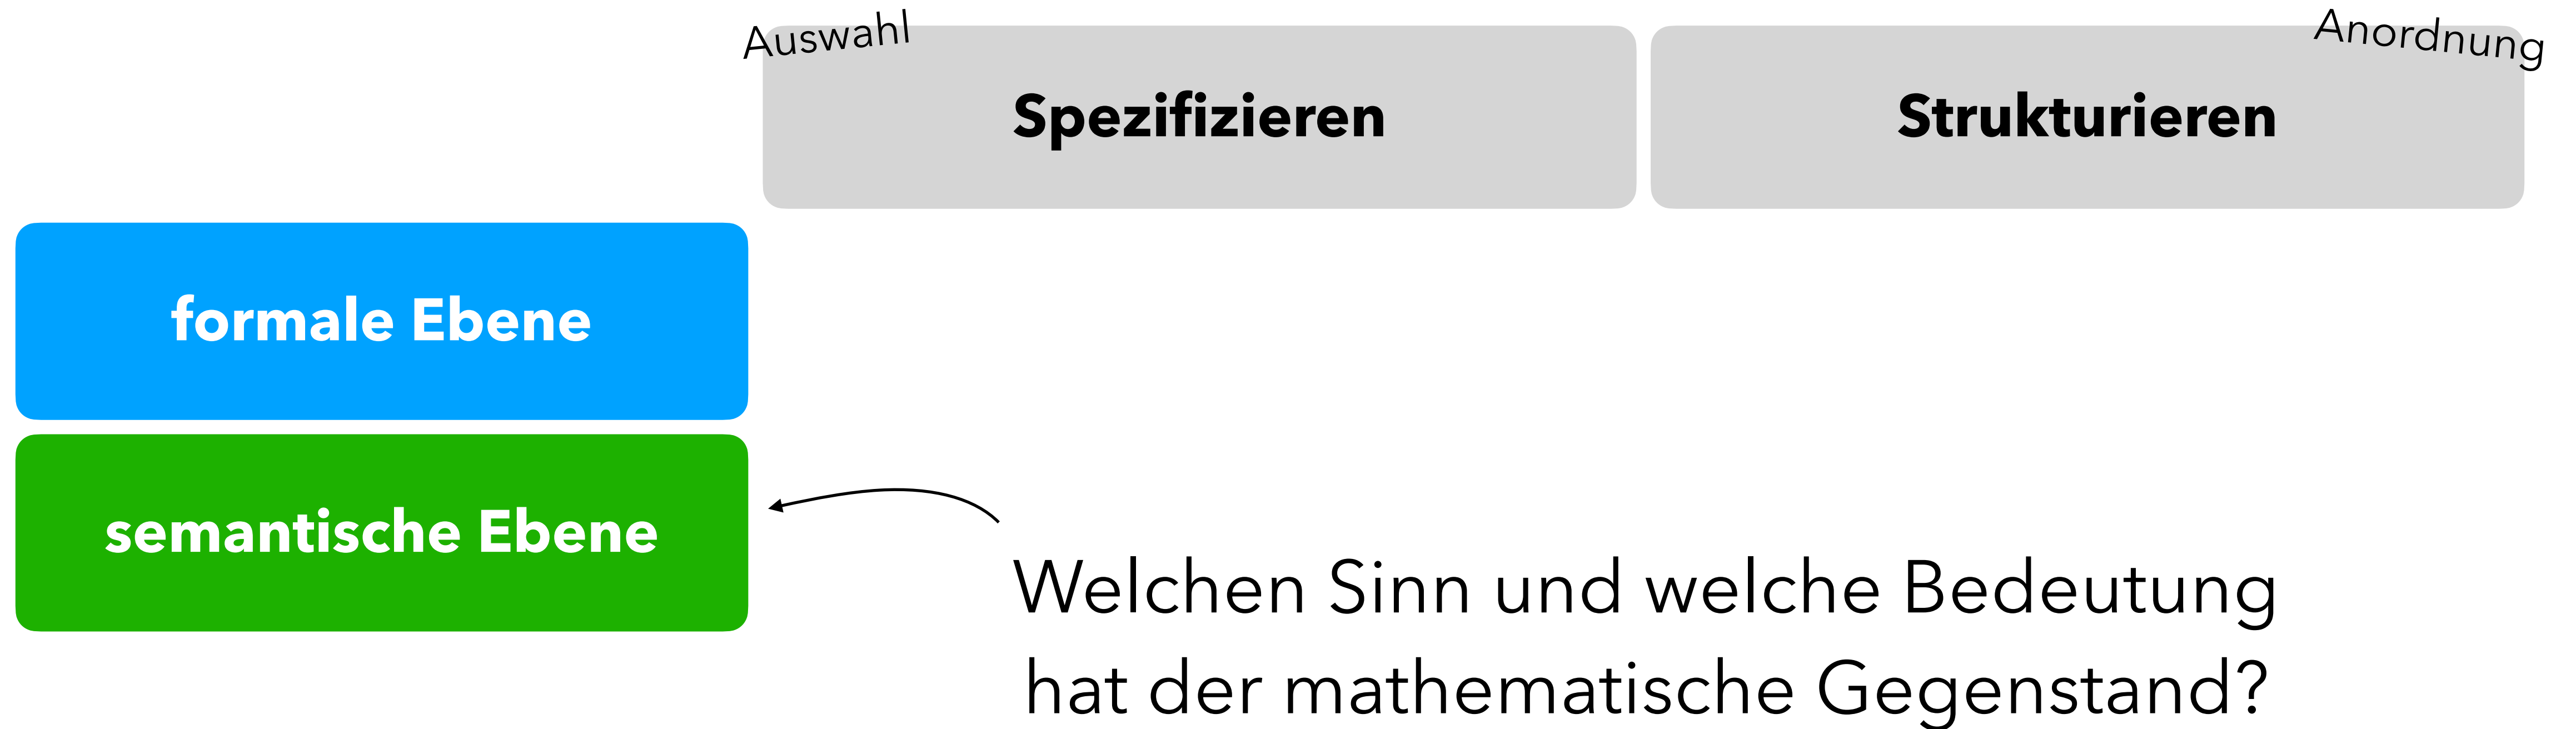 Auswahl
Anordnung
Spezifizieren
Strukturieren
formale Ebene
semantische Ebene
Welchen Sinn und welche Bedeutung
hat der mathematische Gegenstand?